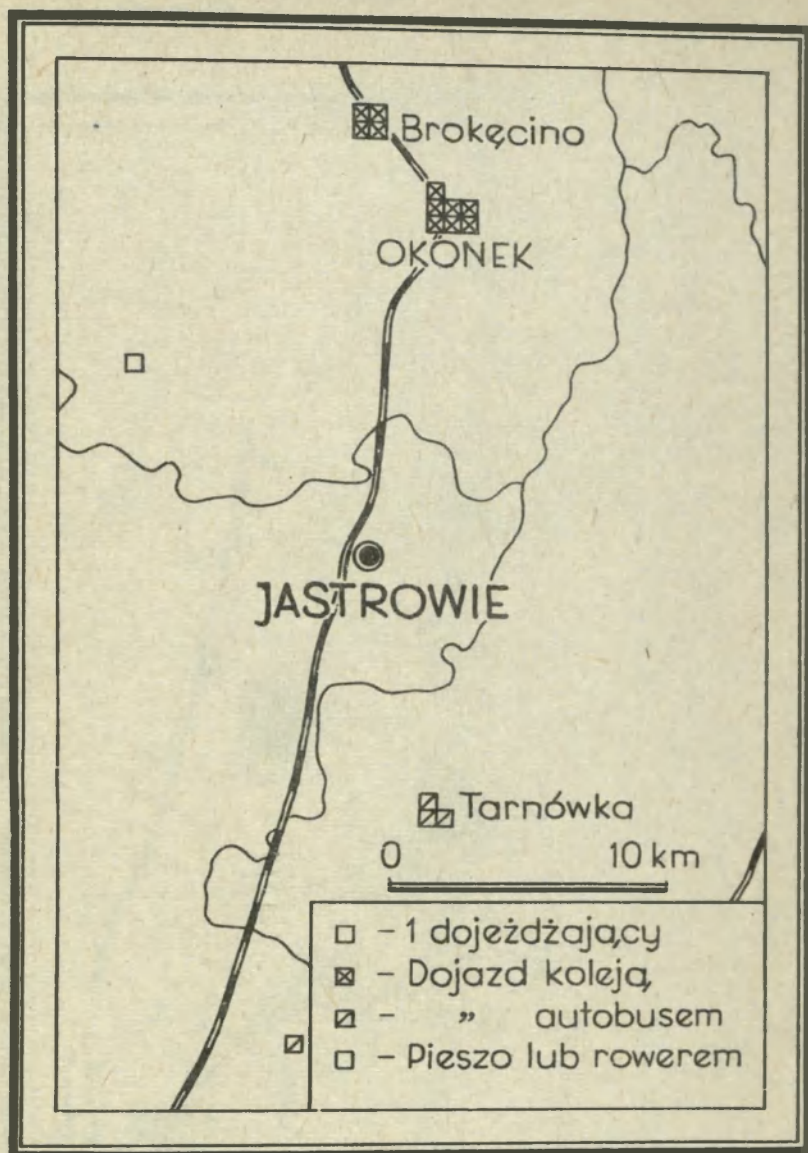 Brokęcino
OKONEK
JASTROWIE
Tarnówka
0 10 km
□ – 1 dojeżdżający
⊠ – Dojazd koleją
⧄ – „ autobusem
□ – Pieszo lub rowerem